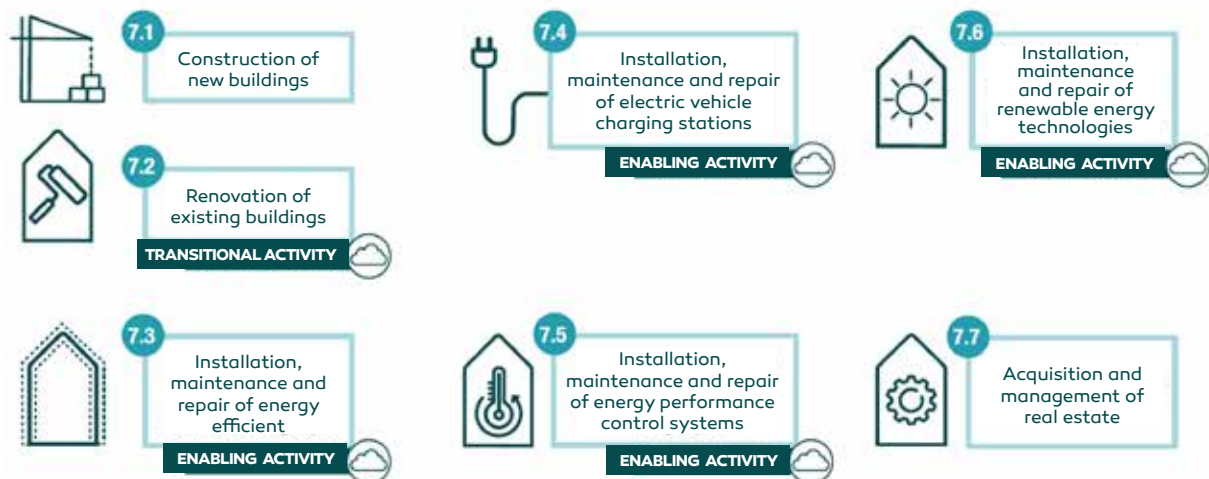 7.1
Construction of
new buildings
7.2
Renovation of
existing buildings
TRANSITIONAL ACTIVITY
7.3
Installation,
maintenance and
repair of energy
efficient
ENABLING ACTIVITY
7.4
Installation,
maintenance and repair
of electric vehicle
charging stations
ENABLING ACTIVITY
7.5
Installation,
maintenance and repair
of energy performance
control systems
ENABLING ACTIVITY
7.6
Installation,
maintenance
and repair of
renewable energy
technologies
ENABLING ACTIVITY
7.7
Acquisition and
management of
real estate